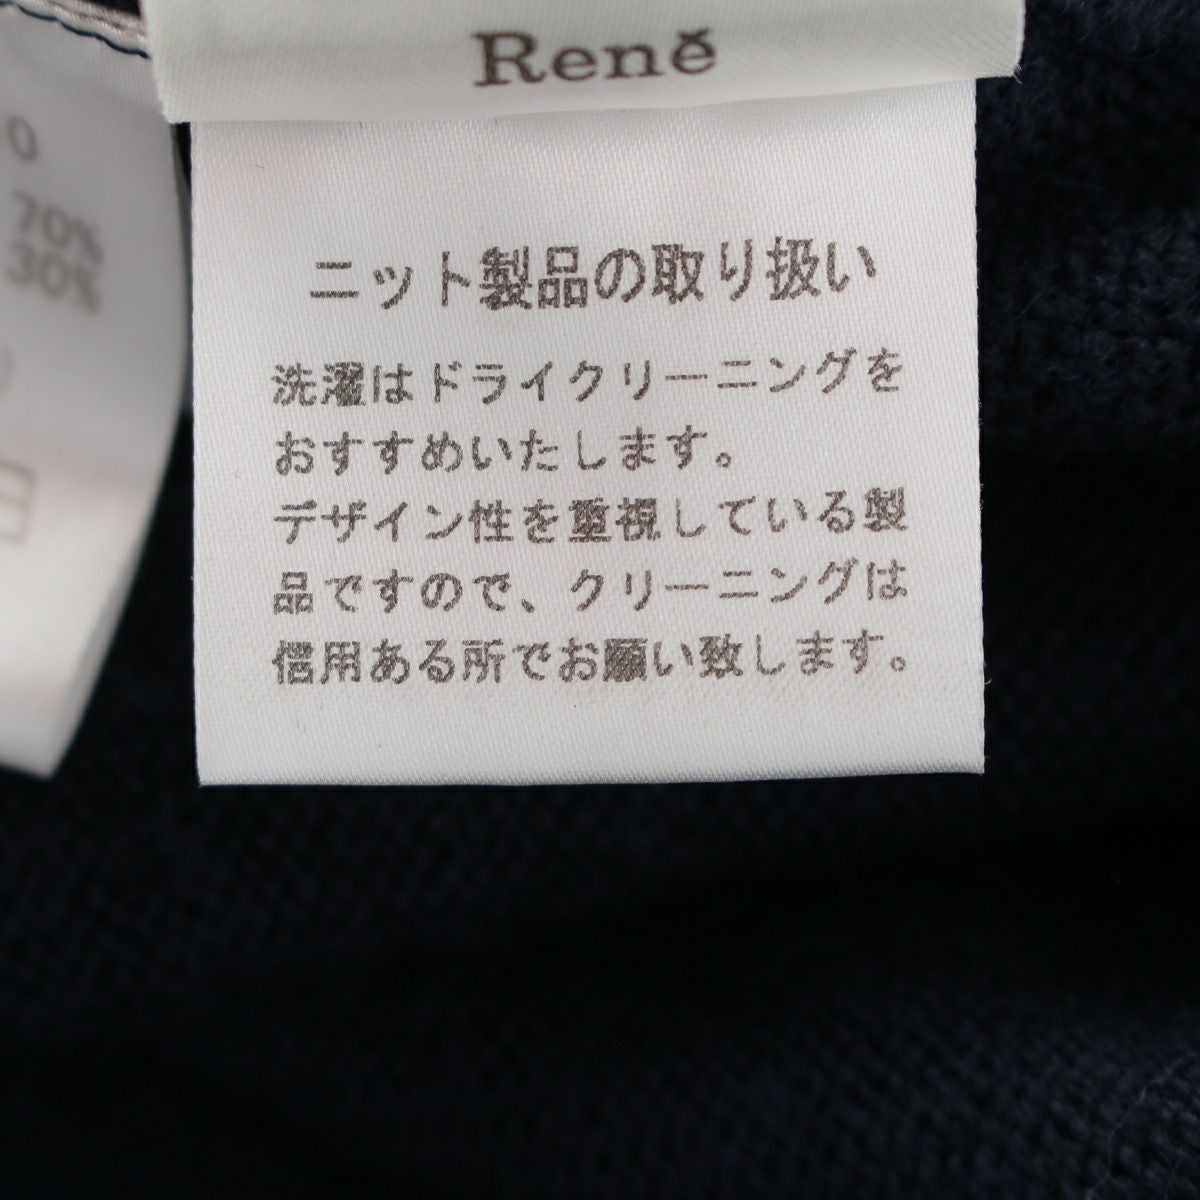 Reně
0
70%
30%
ニット製品の取り扱い
洗濯はドライクリーニングを
おすすめいたします。
デザイン性を重視している製
品ですので、クリーニングは
信用ある所でお願い致します。